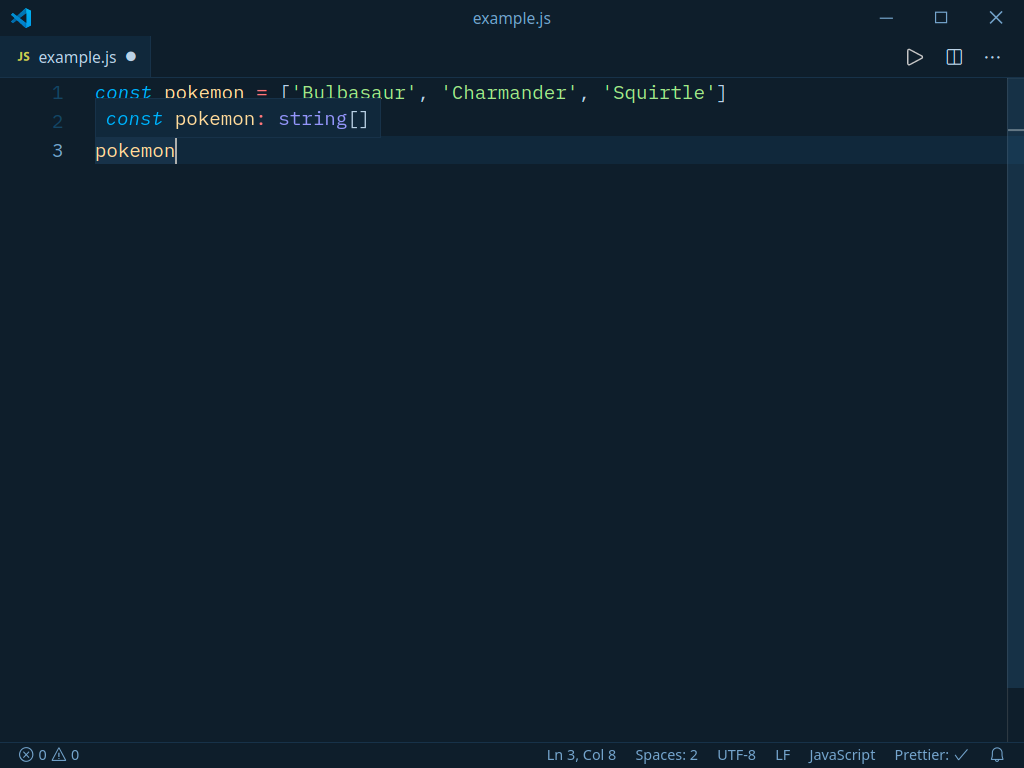 example.js
JS example.js
1 const pokemon = ['Bulbasaur', 'Charmander', 'Squirtle']
2 const pokemon: string[]
3 pokemon
0 0 Ln 3, Col 8 Spaces: 2 UTF-8 LF JavaScript Prettier: